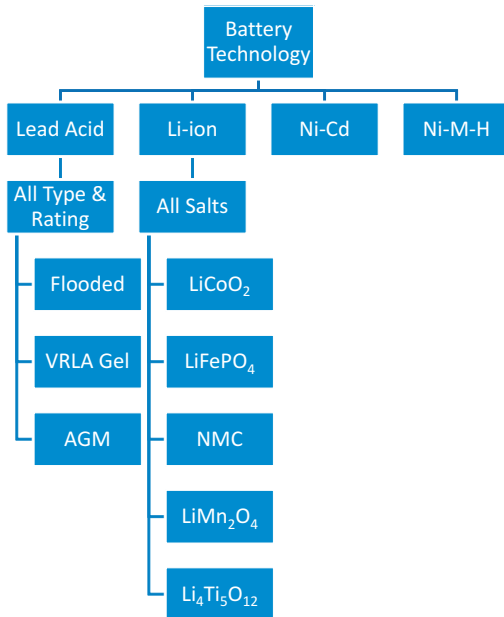 Battery
Technology
Lead Acid
Li-ion
Ni-Cd
Ni-M-H
All Type &
Rating
All Salts
Flooded
LiCoO₂
VRLA Gel
LiFePO₄
AGM
NMC
LiMn₂O₄
Li₄Ti₅O₁₂